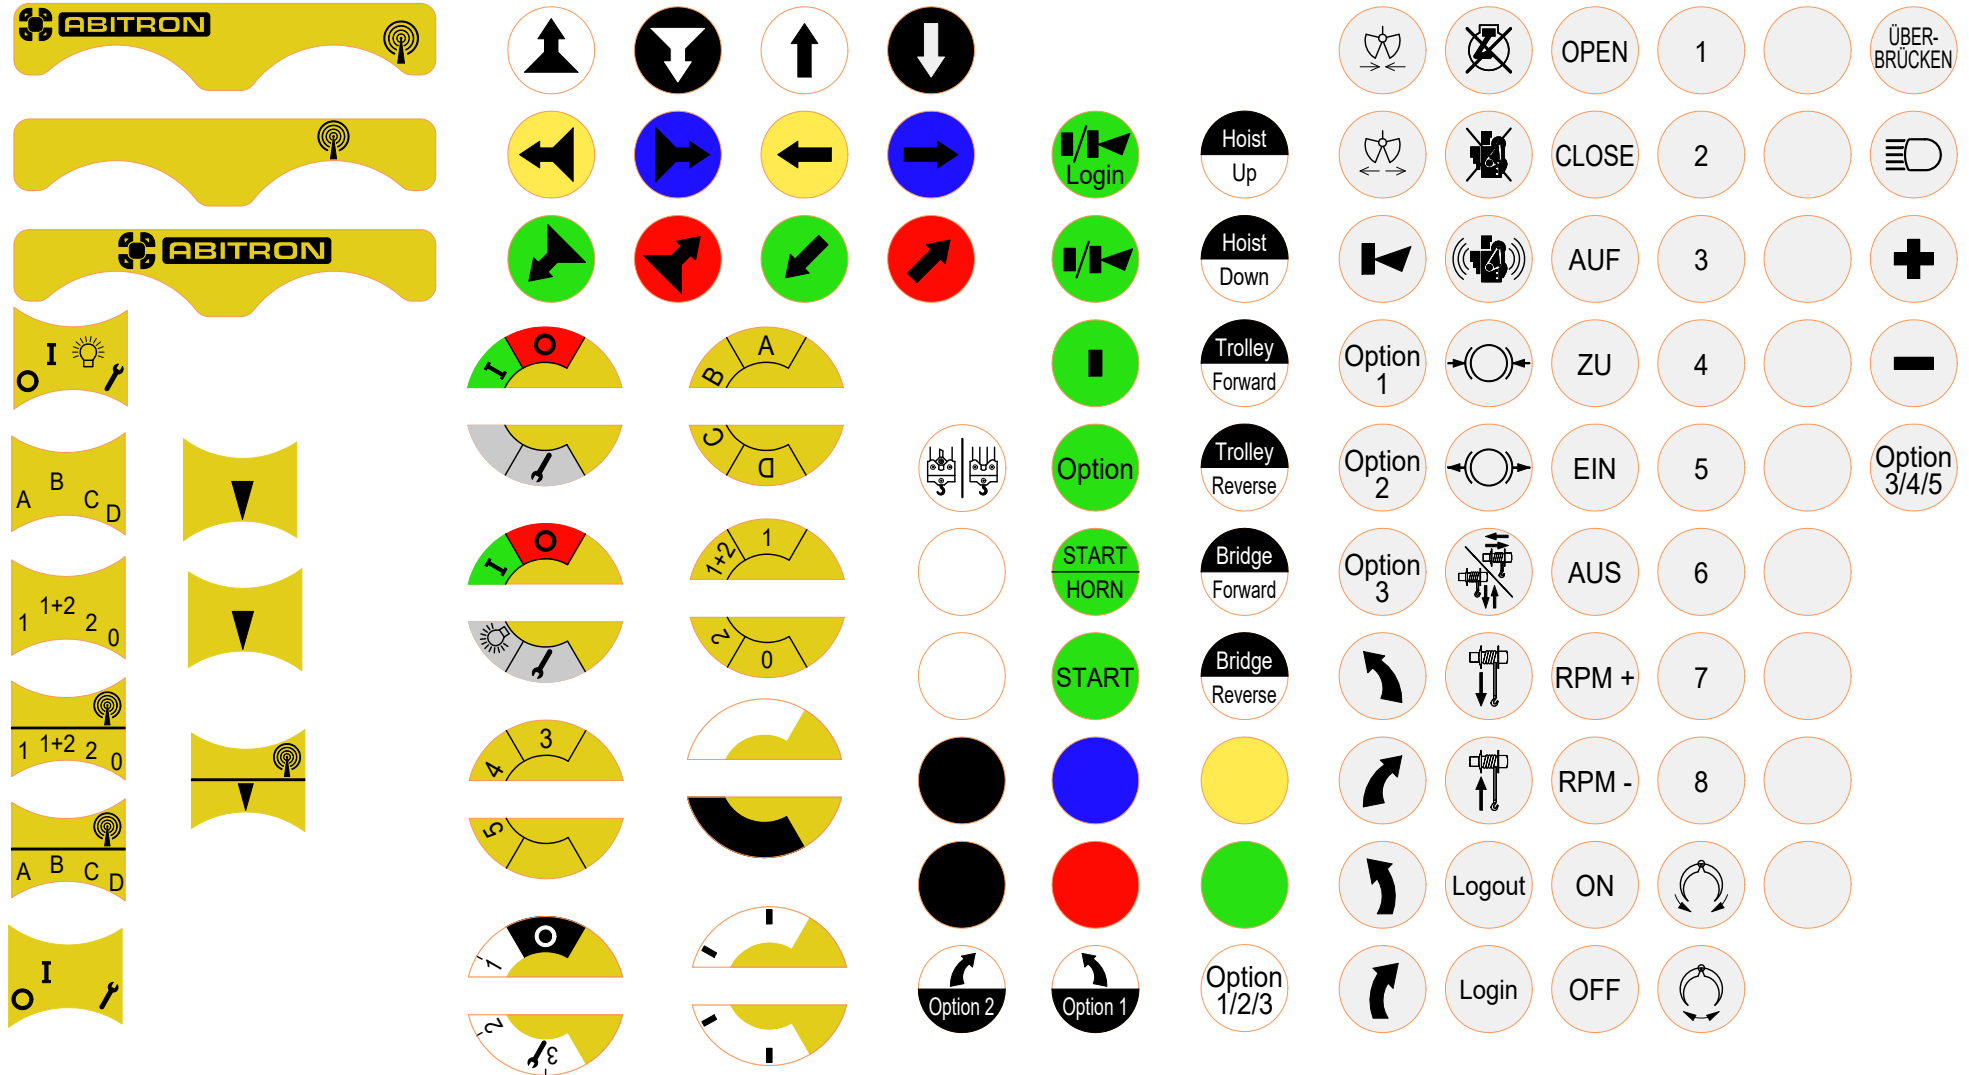 ABITRON
ABITRON
I
O
A
B
C
D
1
1+2
2
0
1
1+2
2
0
A
B
C
D
I
O
I
O
B
A
C
D
I
O
1+2
1
2
0
4
3
5
1
O
2
3
Login
Option
START
HORN
START
Option 2
Option 1
Hoist
Up
Hoist
Down
Trolley
Forward
Trolley
Reverse
Bridge
Forward
Bridge
Reverse
Option
1/2/3
Option
1
Option
2
Option
3
Logout
Login
OPEN
CLOSE
AUF
ZU
EIN
AUS
RPM +
RPM -
ON
OFF
1
2
3
4
5
6
7
8
ÜBER-
BRÜCKEN
Option
3/4/5